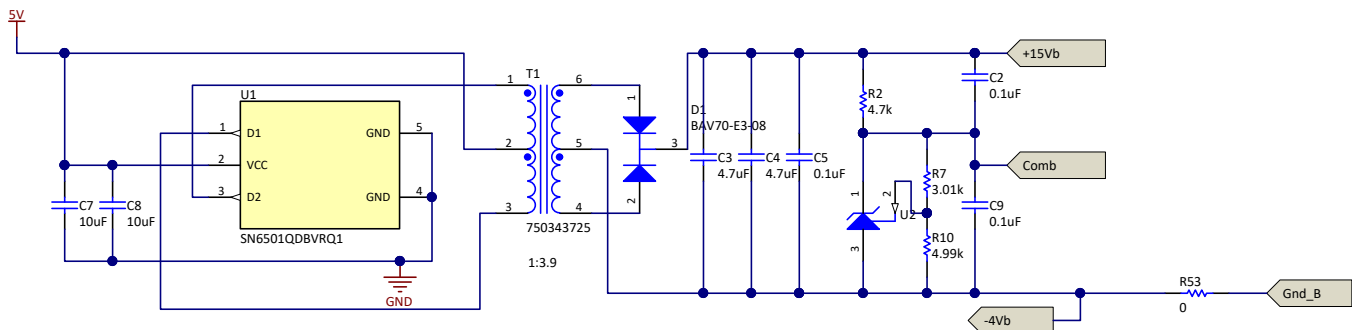 5V
U1
1
D1
2
VCC
3
D2
GND
5
GND
4
SN6501QDBVRQ1
C7
10uF
C8
10uF
GND
T1
1
2
3
6
5
4
750343725
1:3.9
1
2
3
D1
BAV70-E3-08
C3
4.7uF
C4
4.7uF
C5
0.1uF
R2
4.7k
1
2
3
U2
R7
3.01k
R10
4.99k
C2
0.1uF
C9
0.1uF
+15Vb
Comb
-4Vb
R53
0
Gnd_B